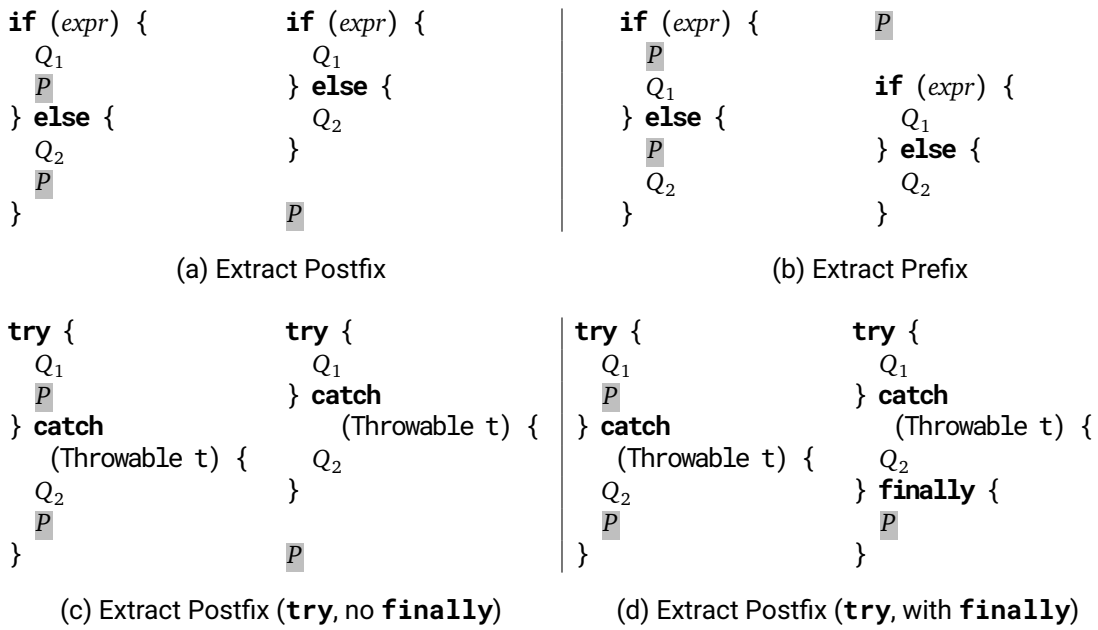 if (expr) {
  Q1
  P
} else {
  Q2
  P
}
if (expr) {
  Q1
} else {
  Q2
}
P
(a) Extract Postfix
if (expr) {
  P
  Q1
} else {
  P
  Q2
}
P
if (expr) {
  Q1
} else {
  Q2
}
(b) Extract Prefix
try {
  Q1
  P
} catch
    (Throwable t) {
  Q2
  P
}
try {
  Q1
} catch
    (Throwable t) {
  Q2
}
P
(c) Extract Postfix (try, no finally)
try {
  Q1
  P
} catch
    (Throwable t) {
  Q2
  P
}
try {
  Q1
} catch
    (Throwable t) {
  Q2
} finally {
  P
}
(d) Extract Postfix (try, with finally)